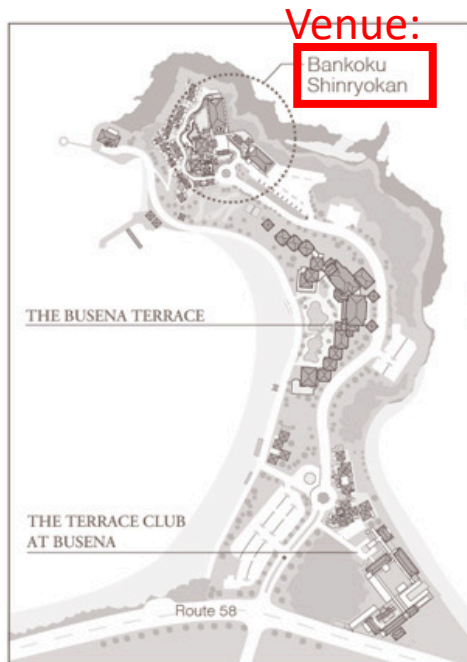 Venue:
Bankoku
Shinryokan
THE BUSENA TERRACE
THE TERRACE CLUB
AT BUSENA
Route 58